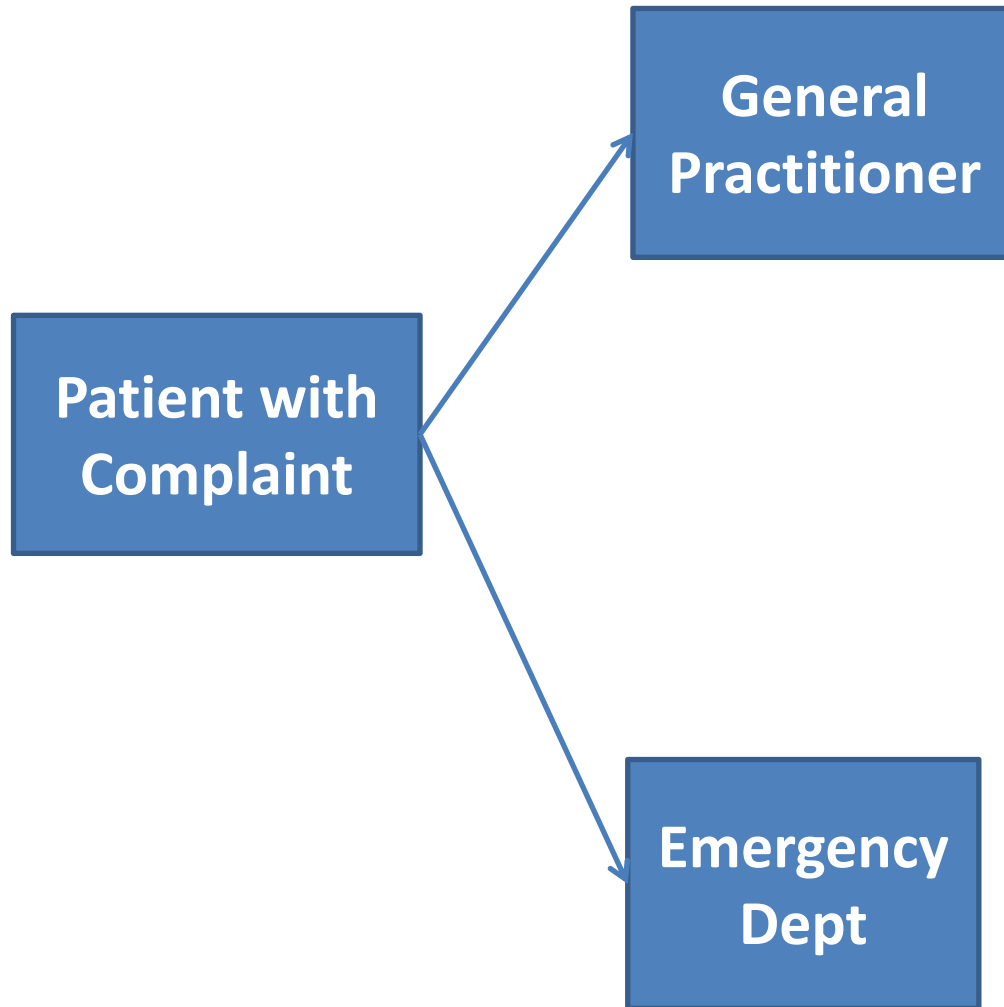 General
Practitioner
Patient with
Complaint
Emergency
Dept